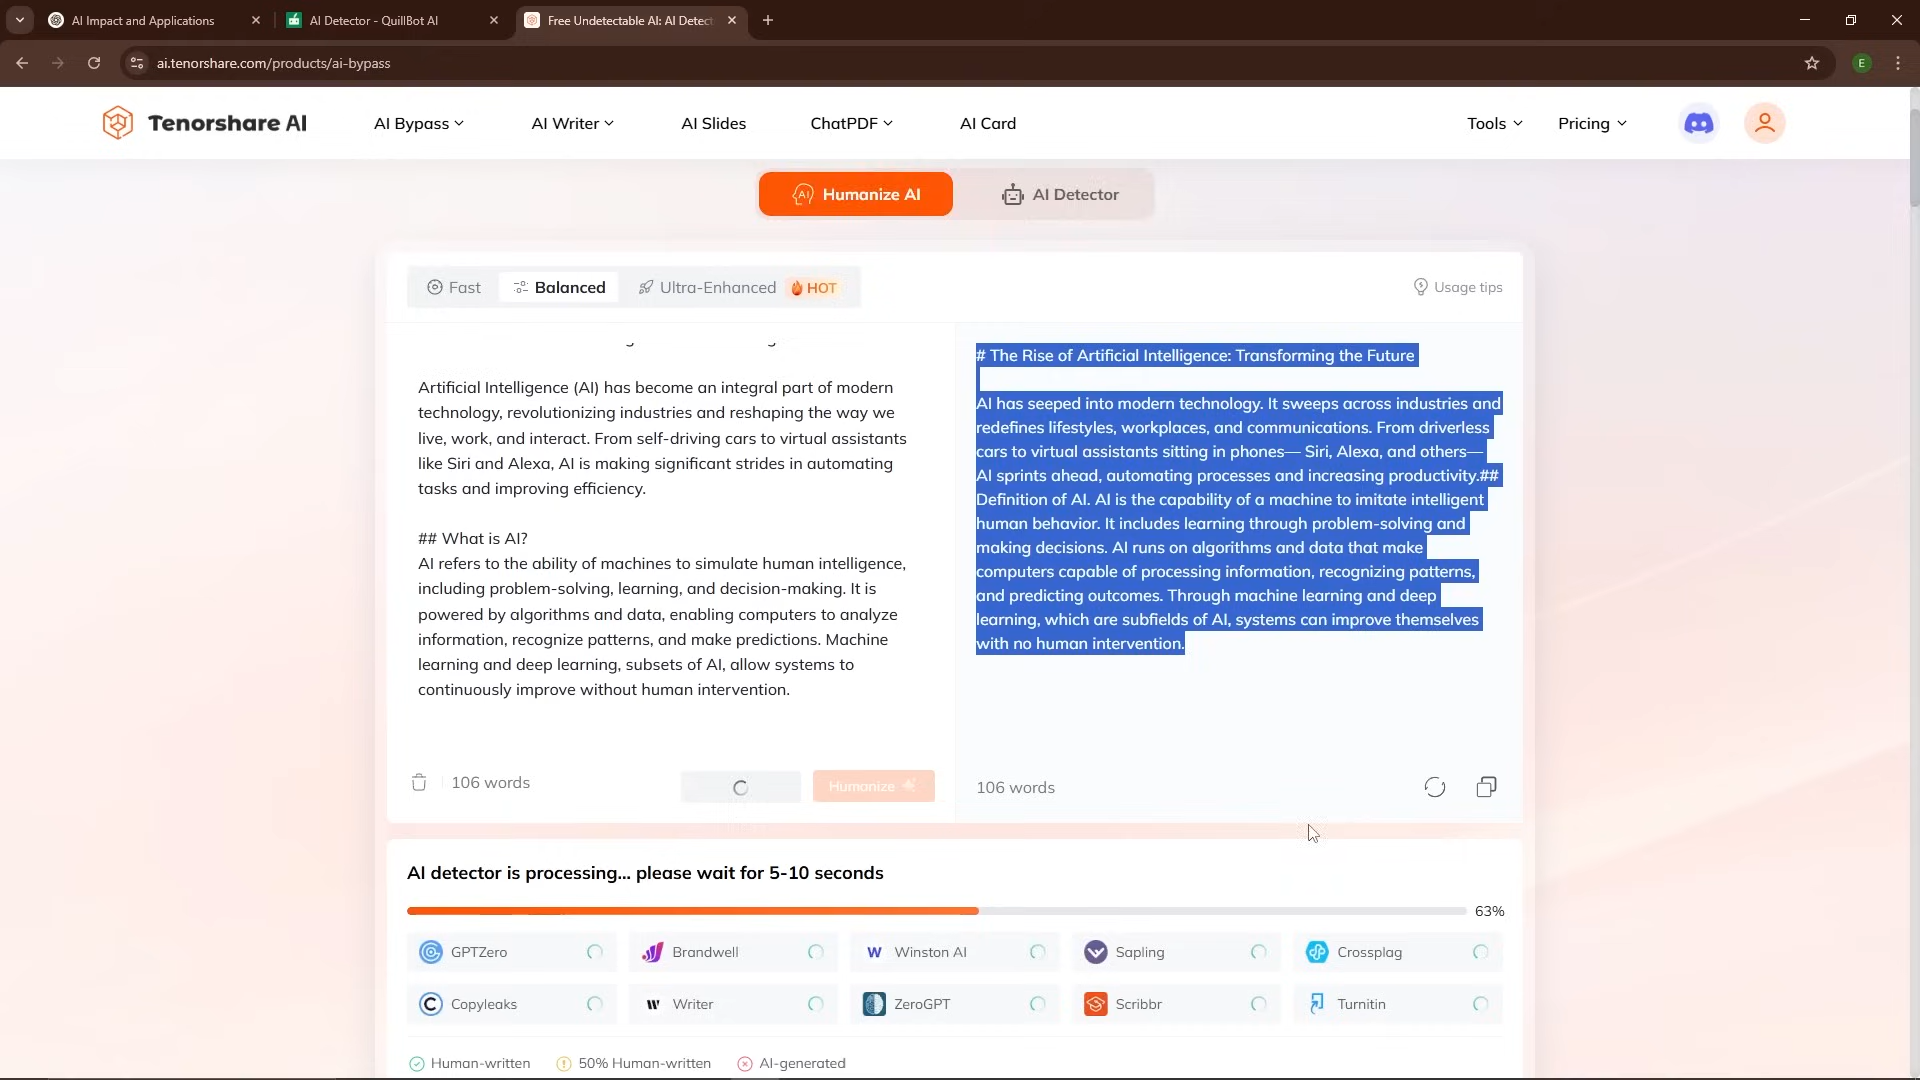 AI Impact and Applications
AI Detector - QuillBot AI
Free Undetectable AI: AI Detect
ai.tenorshare.com/products/ai-bypass
E
Tenorshare AI
AI Bypass
AI Writer
AI Slides
ChatPDF
AI Card
Tools
Pricing
AI Humanize AI
AI Detector
Fast
Balanced
Ultra-Enhanced
HOT
Usage tips
Artificial Intelligence (AI) has become an integral part of modern
technology, revolutionizing industries and reshaping the way we
live, work, and interact. From self-driving cars to virtual assistants
like Siri and Alexa, AI is making significant strides in automating
tasks and improving efficiency.
## What is AI?
AI refers to the ability of machines to simulate human intelligence,
including problem-solving, learning, and decision-making. It is
powered by algorithms and data, enabling computers to analyze
information, recognize patterns, and make predictions. Machine
learning and deep learning, subsets of AI, allow systems to
continuously improve without human intervention.
106 words
Humanize
# The Rise of Artificial Intelligence: Transforming the Future
AI has seeped into modern technology. It sweeps across industries and
redefines lifestyles, workplaces, and communications. From driverless
cars to virtual assistants sitting in phones— Siri, Alexa, and others—
AI sprints ahead, automating processes and increasing productivity.##
Definition of AI. AI is the capability of a machine to imitate intelligent
human behavior. It includes learning through problem-solving and
making decisions. AI runs on algorithms and data that make
computers capable of processing information, recognizing patterns,
and predicting outcomes. Through machine learning and deep
learning, which are subfields of AI, systems can improve themselves
with no human intervention.
106 words
AI detector is processing... please wait for 5-10 seconds
63%
GPTZero
Brandwell
W Winston AI
Sapling
Crossplag
C Copyleaks
W Writer
ZeroGPT
Scribbr
Turnitin
Human-written
50% Human-written
AI-generated